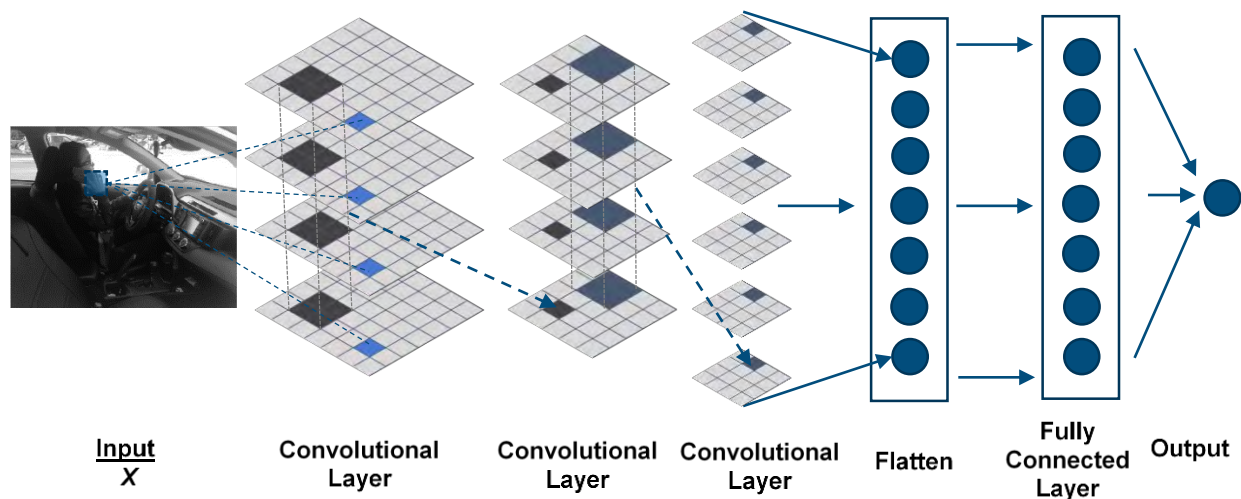 Input
X
Convolutional
Layer
Convolutional
Layer
Convolutional
Layer
Flatten
Fully
Connected
Layer
Output